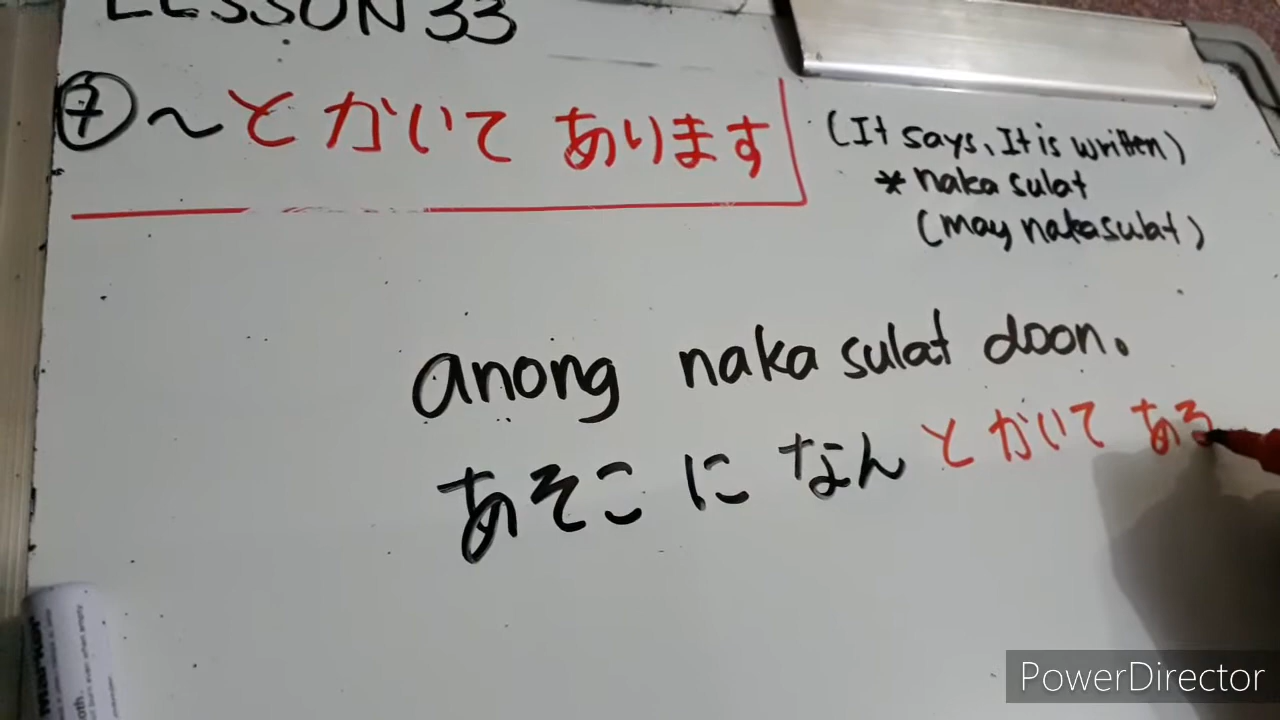 LESSON 33
⑦ ~とかいてあります
(It says, It is written)
* naka sulat
(may nakasulat)
anong naka sulat doon.
あそこ に なん とかいて ある
PowerDirector